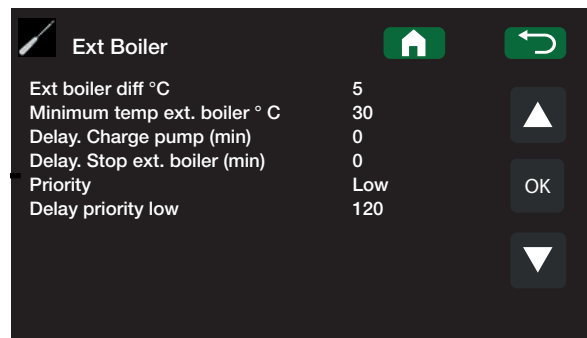 Ext Boiler
Ext boiler diff °C 5
Minimum temp ext. boiler ° C 30
Delay. Charge pump (min) 0
Delay. Stop ext. boiler (min) 0
Priority Low
Delay priority low 120
OK